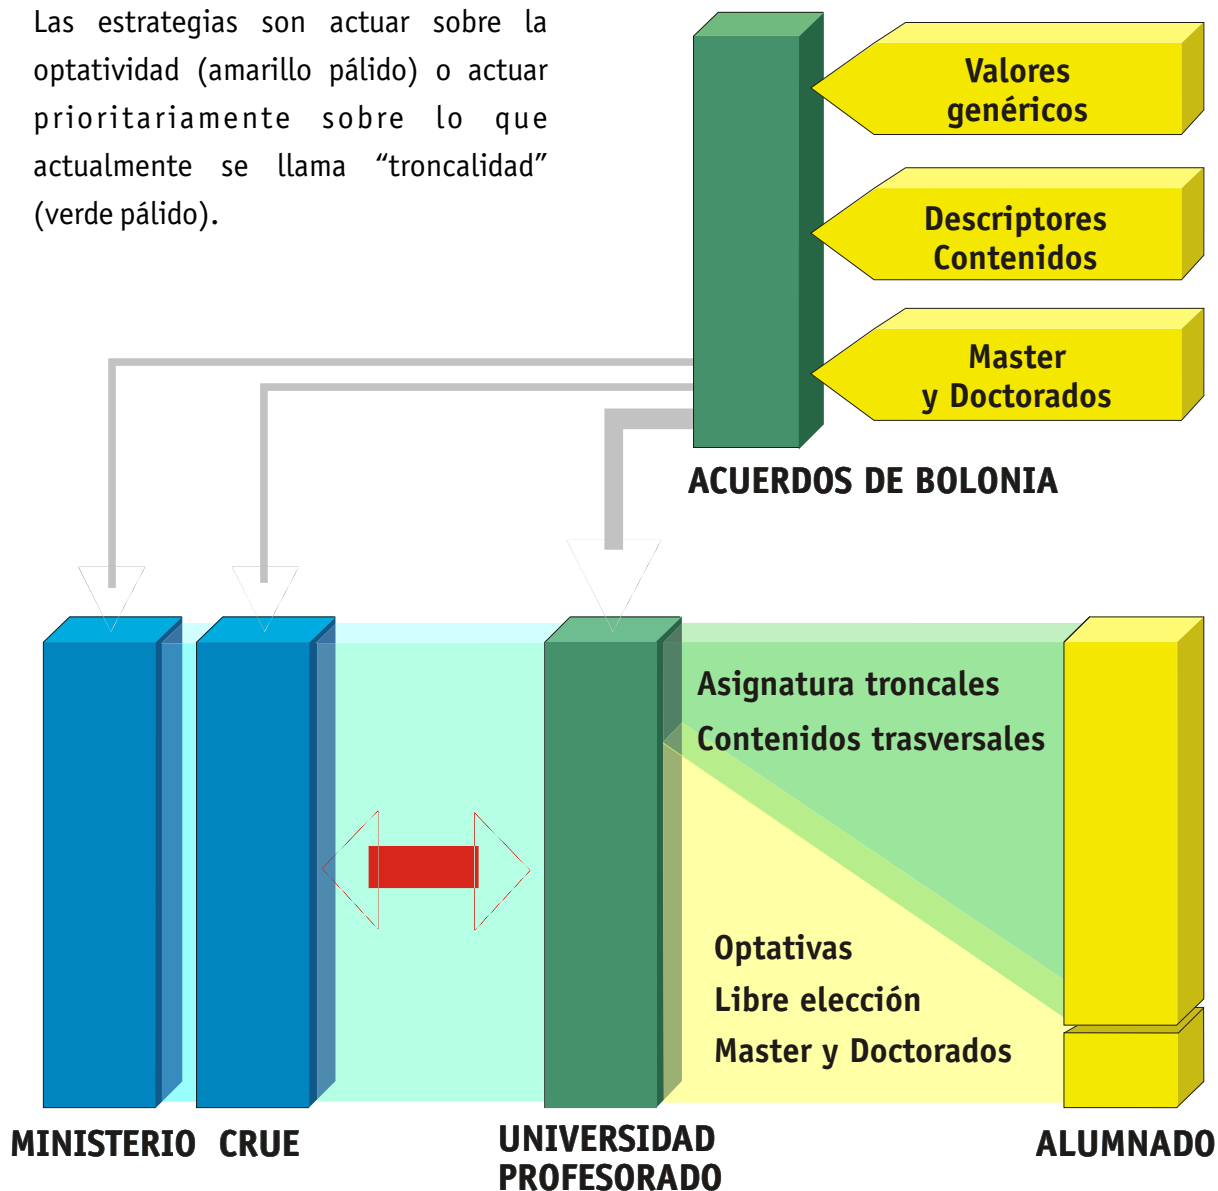 Las estrategias son actuar sobre la
optatividad (amarillo pálido) o actuar
prioritariamente sobre lo que
actualmente se llama “troncalidad”
(verde pálido).
Valores
genéricos
Descriptores
Contenidos
Master
y Doctorados
ACUERDOS DE BOLONIA
Asignatura troncales
Contenidos trasversales
Optativas
Libre elección
Master y Doctorados
MINISTERIO
CRUE
UNIVERSIDAD
PROFESORADO
ALUMNADO